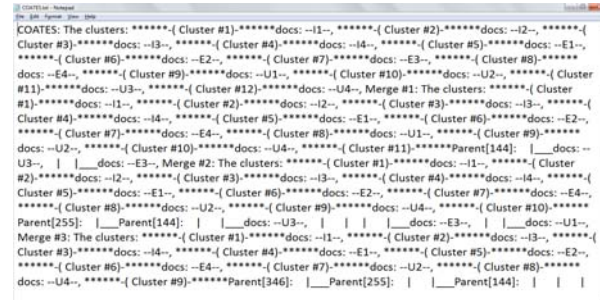 COATES.txt - Notepad
File Edit Format View Help
COATES: The clusters: ******-( Cluster #1)-******docs: --I1--, ******-( Cluster #2)-******docs: --I2--, ******-(
Cluster #3)-******docs: --I3--, ******-( Cluster #4)-******docs: --I4--, ******-( Cluster #5)-******docs: --E1--,
******-( Cluster #6)-******docs: --E2--, ******-( Cluster #7)-******docs: --E3--, ******-( Cluster #8)-******
docs: --E4--, ******-( Cluster #9)-******docs: --U1--, ******-( Cluster #10)-******docs: --U2--, ******-( Cluster
#11)-******docs: --U3--, ******-( Cluster #12)-******docs: --U4--, Merge #1: The clusters: ******-( Cluster
#1)-******docs: --I1--, ******-( Cluster #2)-******docs: --I2--, ******-( Cluster #3)-******docs: --I3--, ******-(
Cluster #4)-******docs: --I4--, ******-( Cluster #5)-******docs: --E1--, ******-( Cluster #6)-******docs: --E2--,
******-( Cluster #7)-******docs: --E4--, ******-( Cluster #8)-******docs: --U1--, ******-( Cluster #9)-******
docs: --U2--, ******-( Cluster #10)-******docs: --U4--, ******-( Cluster #11)-******Parent[144]: |___docs: --
U3--, | |___docs: --E3--, Merge #2: The clusters: ******-( Cluster #1)-******docs: --I1--, ******-( Cluster
#2)-******docs: --I2--, ******-( Cluster #3)-******docs: --I3--, ******-( Cluster #4)-******docs: --I4--, ******-(
Cluster #5)-******docs: --E1--, ******-( Cluster #6)-******docs: --E2--, ******-( Cluster #7)-******docs: --E4--,
******-( Cluster #8)-******docs: --U2--, ******-( Cluster #9)-******docs: --U4--, ******-( Cluster #10)-******
Parent[255]: |___Parent[144]: | |___docs: --U3--, | | | |___docs: --E3--, | |___docs: --U1--,
Merge #3: The clusters: ******-( Cluster #1)-******docs: --I1--, ******-( Cluster #2)-******docs: --I3--, ******-(
Cluster #3)-******docs: --I4--, ******-( Cluster #4)-******docs: --E1--, ******-( Cluster #5)-******docs: --E2--,
******-( Cluster #6)-******docs: --E4--, ******-( Cluster #7)-******docs: --U2--, ******-( Cluster #8)-******
docs: --U4--, ******-( Cluster #9)-******Parent[346]: |___Parent[255]: | |___Parent[144]: | | |